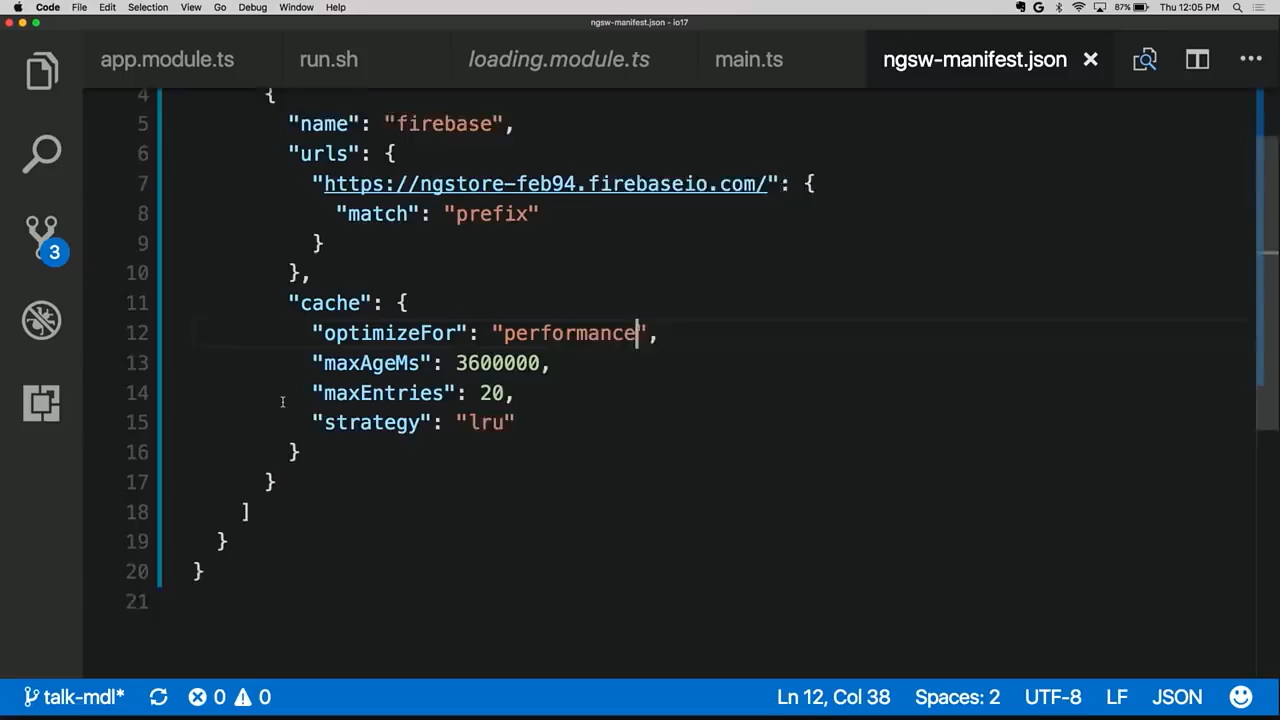 Code File Edit Selection View Go Debug Window Help 87% Thu 12:05 PM
ngsw-manifest.json - io17
app.module.ts run.sh loading.module.ts main.ts ngsw-manifest.json
4 {
5 "name": "firebase",
6 "urls": {
7 "https://ngstore-feb94.firebaseio.com/": {
8 "match": "prefix"
9 }
10 },
11 "cache": {
12 "optimizeFor": "performance",
13 "maxAgeMs": 3600000,
14 "maxEntries": 20,
15 "strategy": "lru"
16 }
17 }
18 ]
19 }
20 }
21
3
talk-mdl* 0 0 Ln 12, Col 38 Spaces: 2 UTF-8 LF JSON